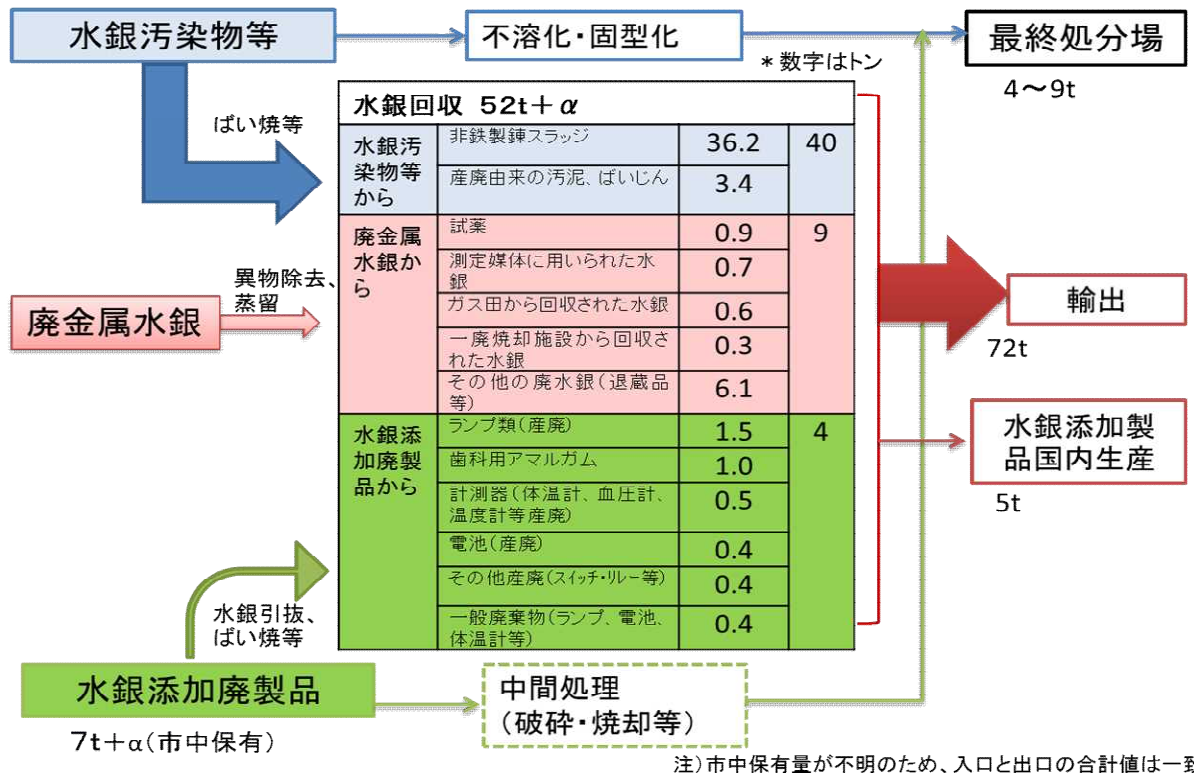 水銀汚染物等
不溶化・固型化
最終処分場
4～9t
＊数字はトン
ばい焼等
水銀回収 52t＋α
水銀汚
染物等
から
非鉄製錬スラッジ
36.2
40
産廃由来の汚泥、ばいじん
3.4
廃金属
水銀か
ら
試薬
0.9
9
測定媒体に用いられた水
銀
0.7
ガス田から回収された水銀
0.6
一廃焼却施設から回収さ
れた水銀
0.3
その他の廃水銀（退蔵品
等）
6.1
水銀添
加廃製
品から
ランプ類（産廃）
1.5
4
歯科用アマルガム
1.0
計測器（体温計、血圧計、
温度計等産廃）
0.5
電池（産廃）
0.4
その他産廃（スイッチ・リレー等）
0.4
一般廃棄物（ランプ、電池、
体温計等）
0.4
異物除去、
蒸留
廃金属水銀
輸出
72t
水銀添加製
品国内生産
5t
水銀引抜、
ばい焼等
水銀添加廃製品
7t＋α（市中保有）
中間処理
（破砕・焼却等）
注）市中保有量が不明のため、入口と出口の合計値は一致